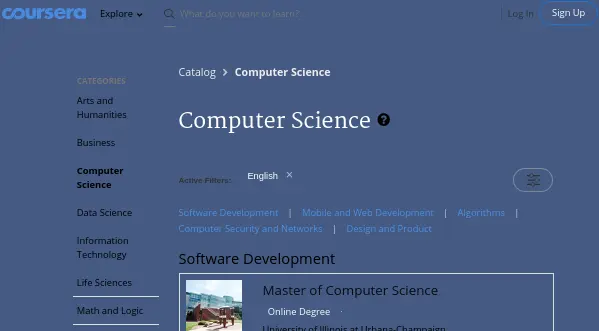 coursera Explore What do you want to learn? Log In Sign Up
Catalog > Computer Science
CATEGORIES
Arts and
Humanities
Business
Computer
Science
Data Science
Information
Technology
Life Sciences
Math and Logic
Computer Science ?
Active Filters: English ×
Software Development | Mobile and Web Development | Algorithms |
Computer Security and Networks | Design and Product
Software Development
Master of Computer Science
Online Degree ·
University of Illinois at Urbana-Champaign